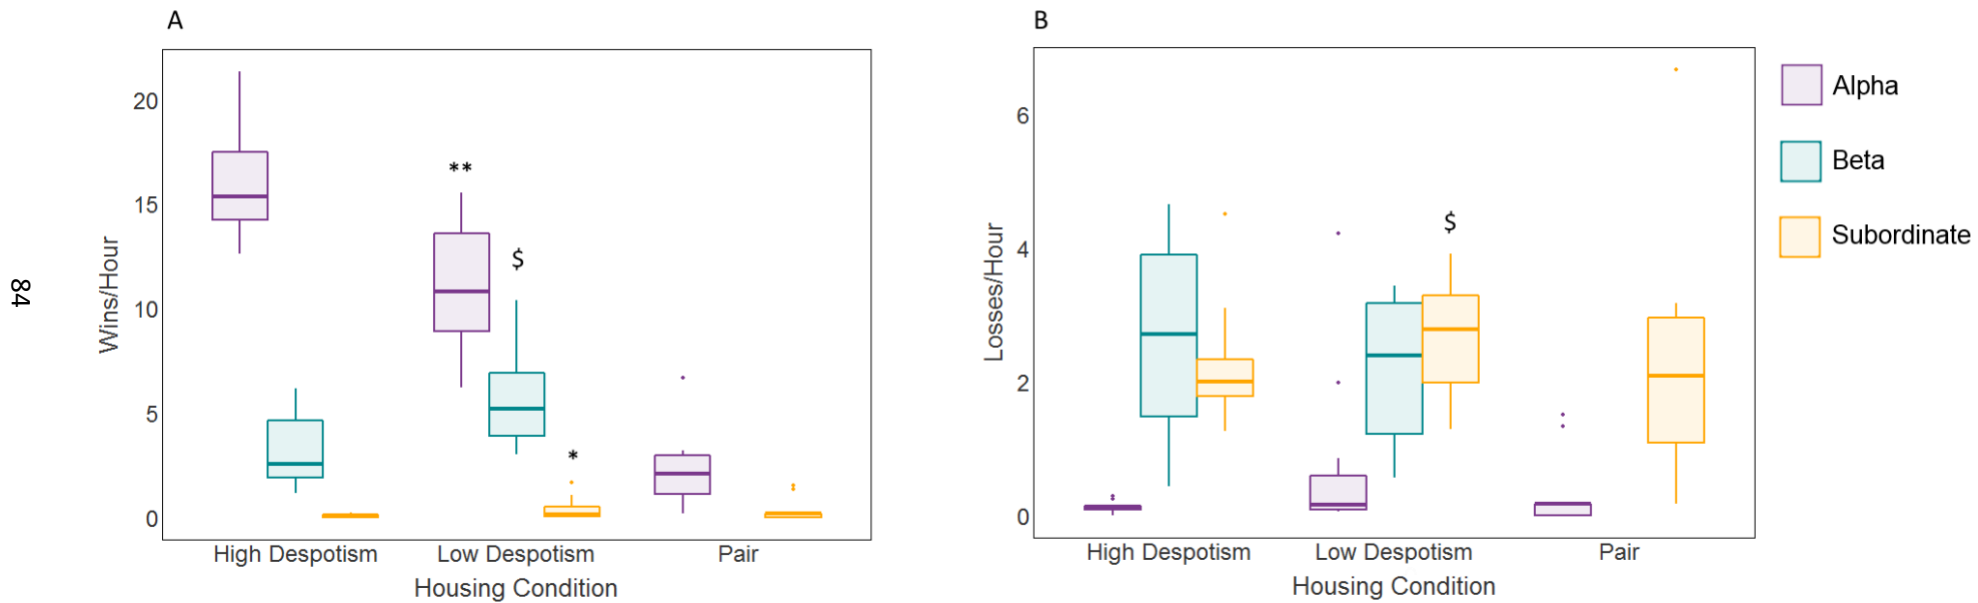 A
20
15
10
5
0
Wins/Hour
**
$
*
High Despotism
Low Despotism
Pair
Housing Condition
B
6
4
2
0
Losses/Hour
$
High Despotism
Low Despotism
Pair
Housing Condition
Alpha
Beta
Subordinate
84